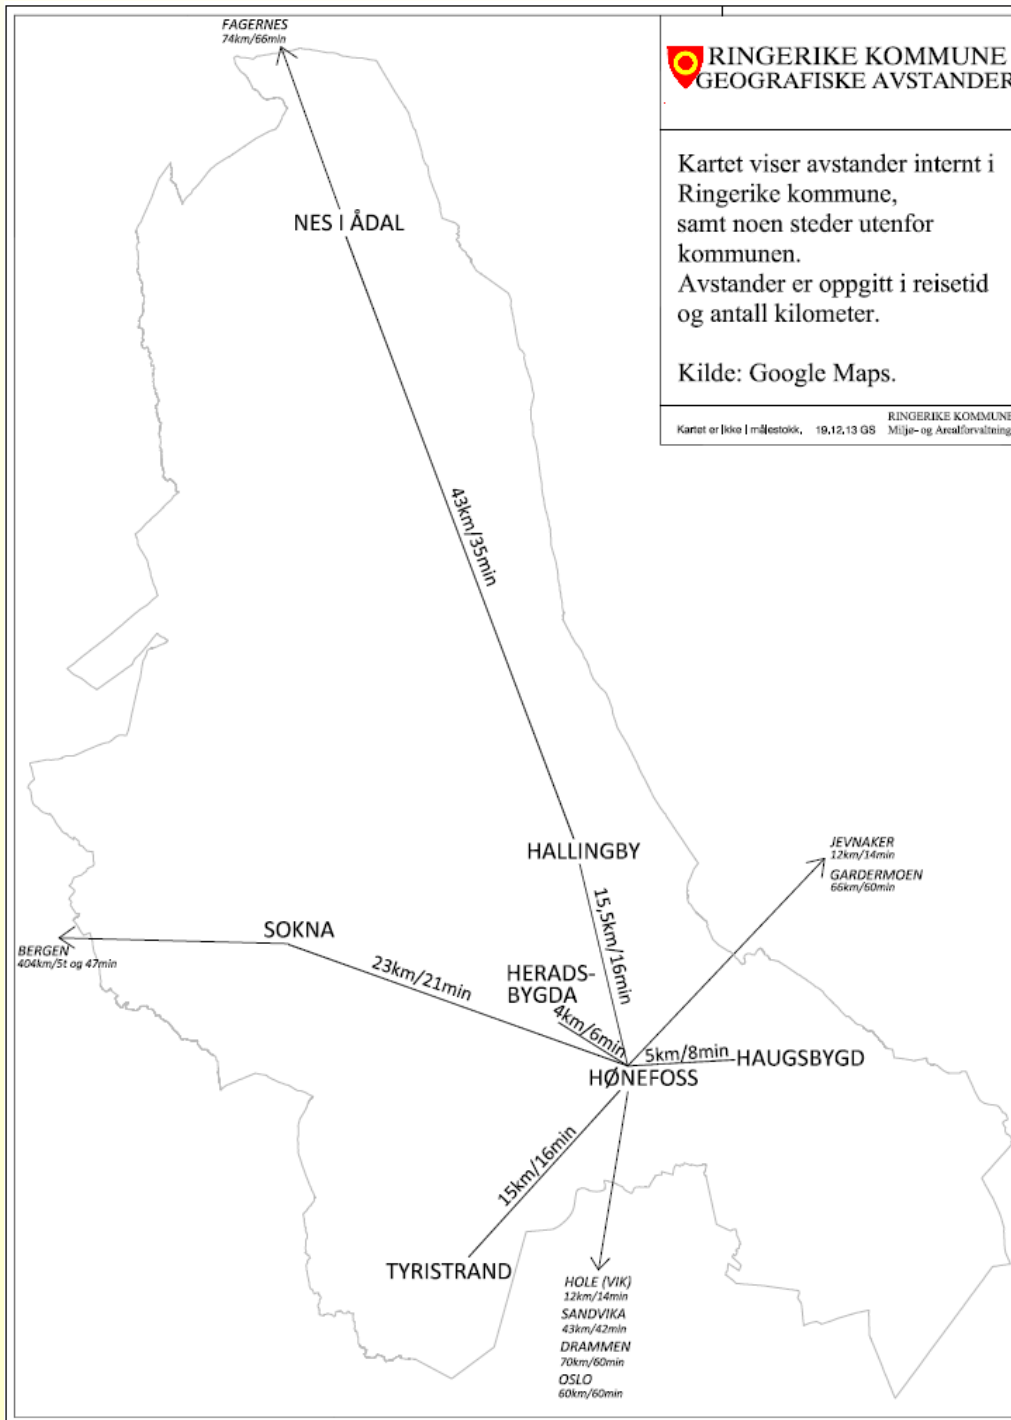 FAGERNES
74km/66min
RINGERIKE KOMMUNE
GEOGRAFISKE AVSTANDER
Kartet viser avstander internt i
Ringerike kommune,
samt noen steder utenfor
kommunen.
Avstander er oppgitt i reisetid
og antall kilometer.
Kilde: Google Maps.
Kartet er ikke i målestokk. 19.12.13 GS
RINGERIKE KOMMUNE
Miljø- og Arealforvaltning
NES I ÅDAL
43km/35min
HALLINGBY
15,5km/16min
JEVNAKER
12km/14min
GARDERMOEN
66km/60min
SOKNA
BERGEN
404km/5t og 47min
23km/21min
HERADS-
BYGDA
4km/6min
5km/8min
HAUGSBYGD
HØNEFOSS
15km/16min
TYRISTRAND
HOLE (VIK)
12km/14min
SANDVIKA
43km/42min
DRAMMEN
70km/60min
OSLO
60km/60min